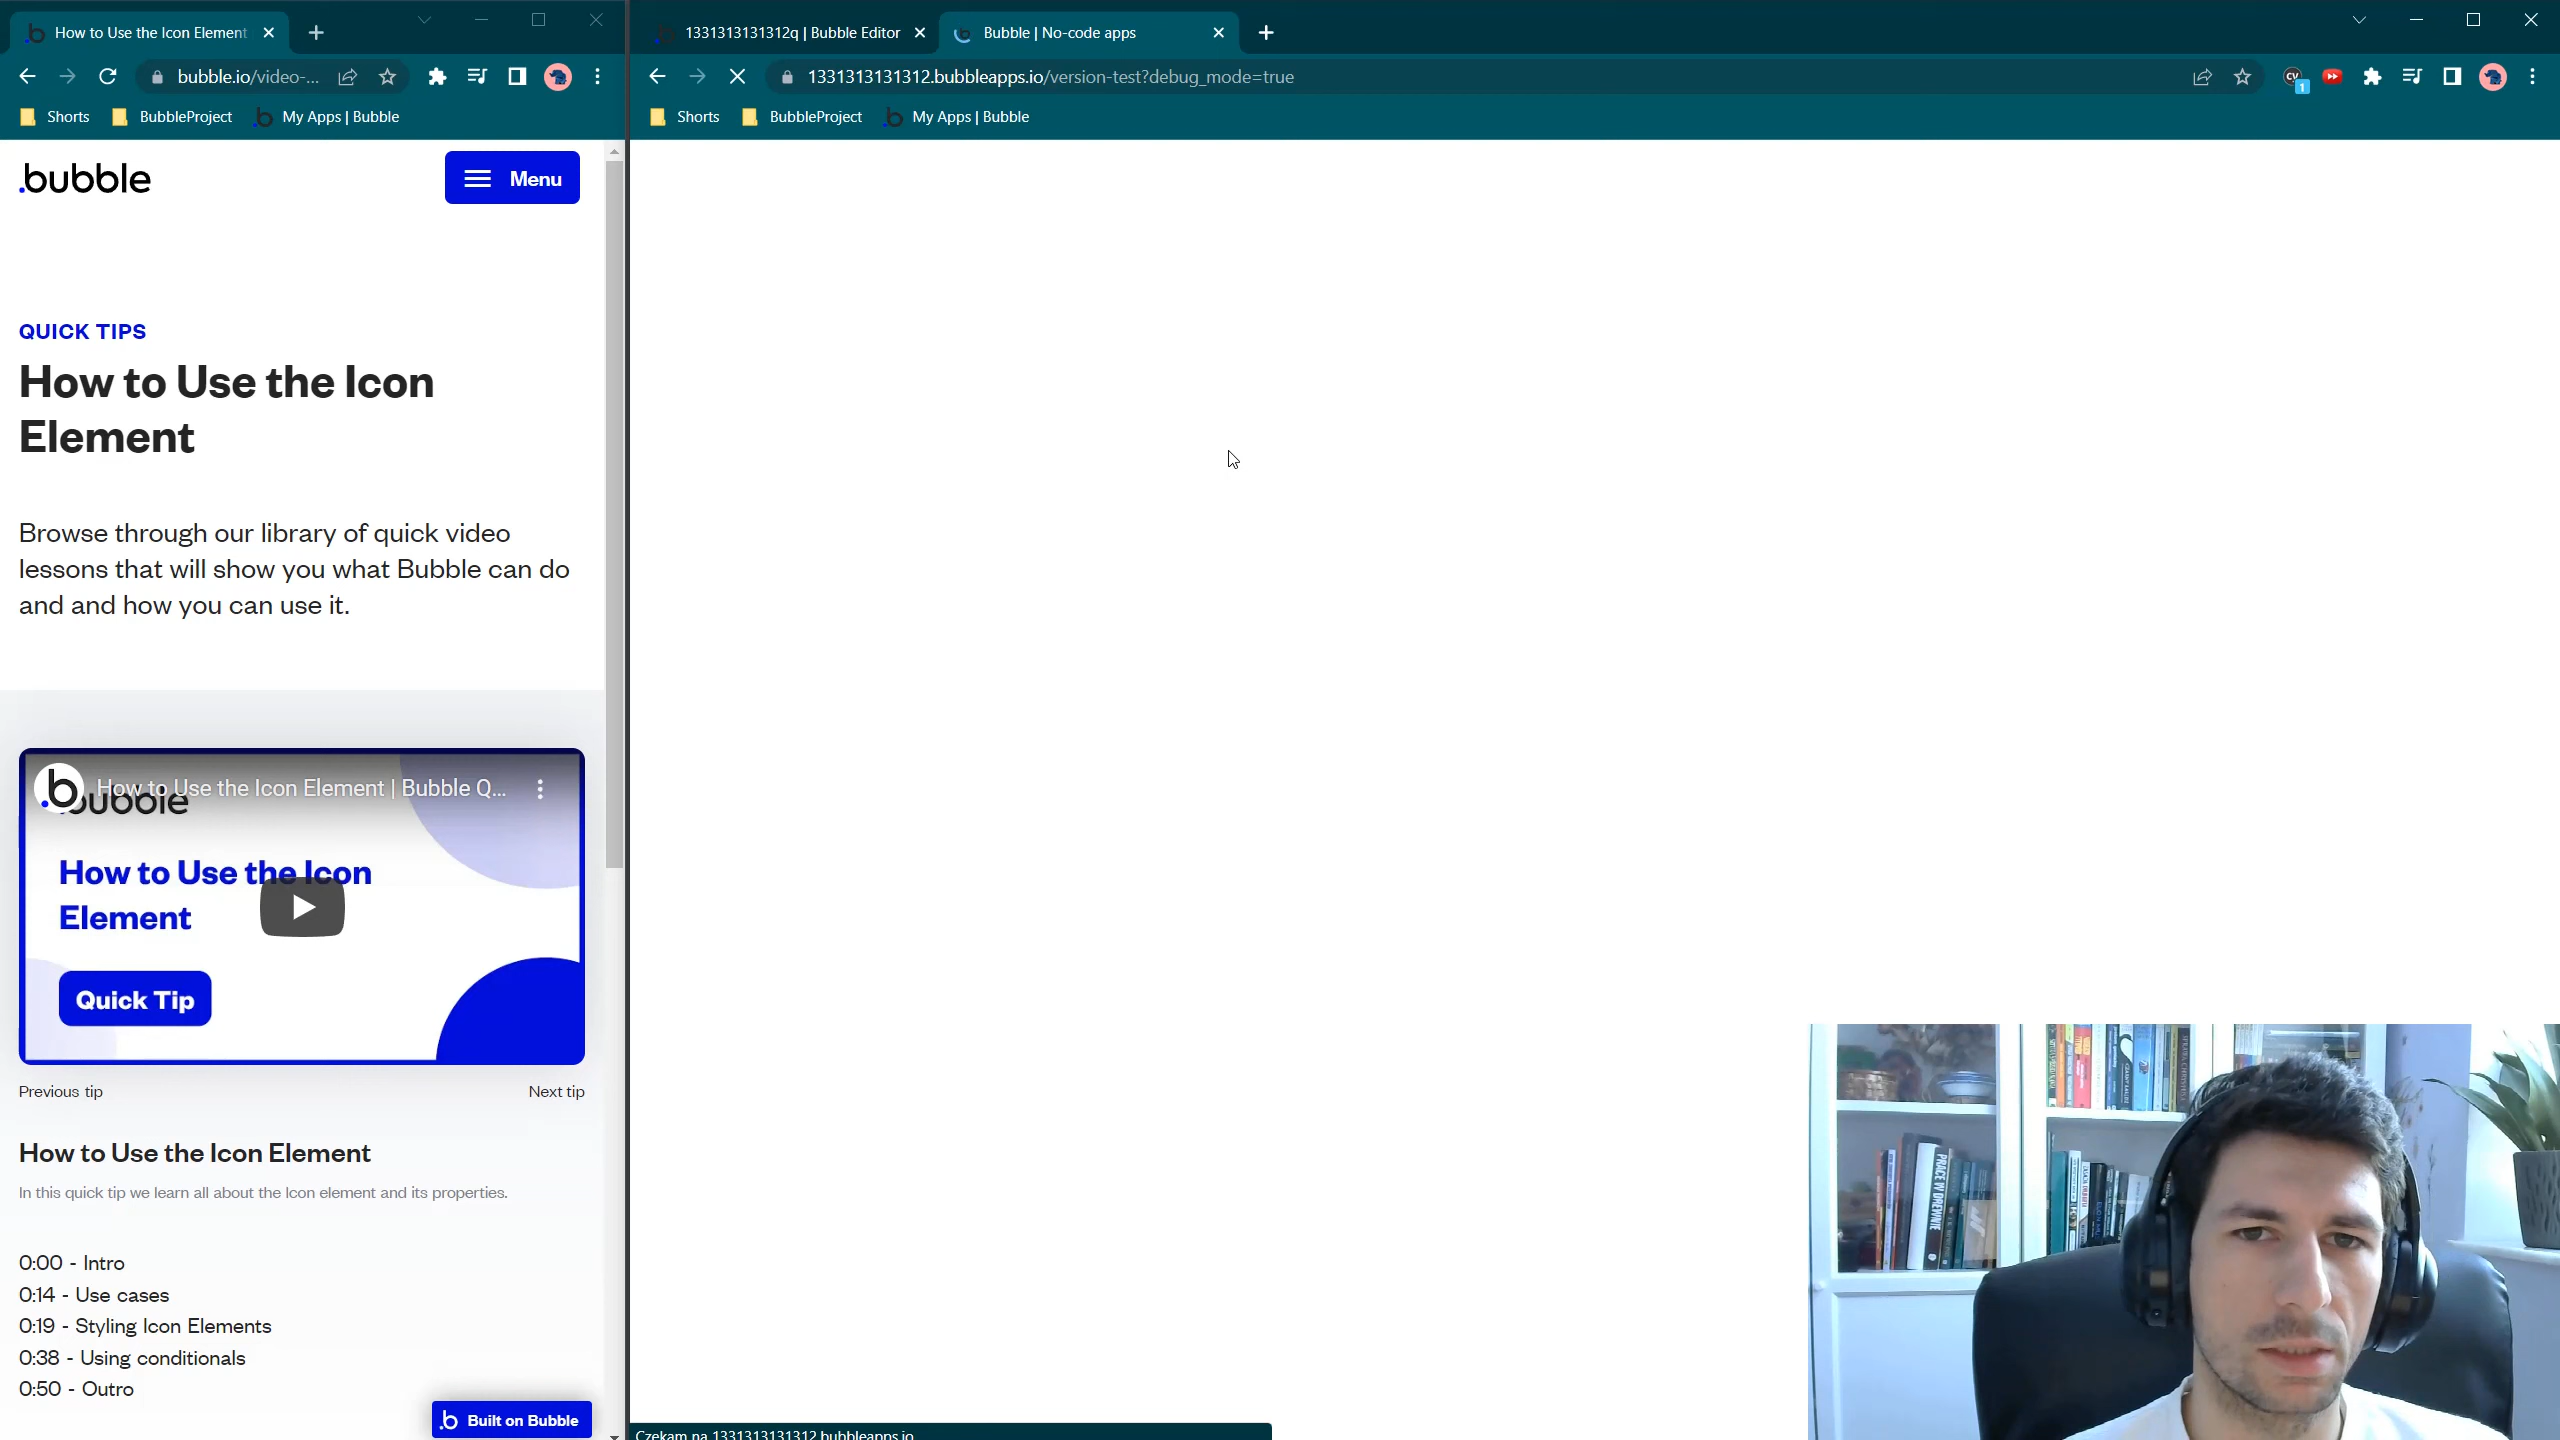 How to Use the Icon Element
bubble.io/video-...
Shorts
BubbleProject
My Apps | Bubble
.bubble
Menu
QUICK TIPS
How to Use the Icon
Element
Browse through our library of quick video
lessons that will show you what Bubble can do
and and how you can use it.
How to Use the Icon Element | Bubble Q...
bubble
How to Use the Icon
Element
Quick Tip
Previous tip
Next tip
How to Use the Icon Element
In this quick tip we learn all about the Icon element and its properties.
0:00 - Intro
0:14 - Use cases
0:19 - Styling Icon Elements
0:38 - Using conditionals
0:50 - Outro
Built on Bubble
1331313131312q | Bubble Editor
Bubble | No-code apps
1331313131312.bubbleapps.io/version-test?debug_mode=true
1
Shorts
BubbleProject
My Apps | Bubble
Czekam na 1331313131312.bubbleapps.io
PRACE W DREWNIE